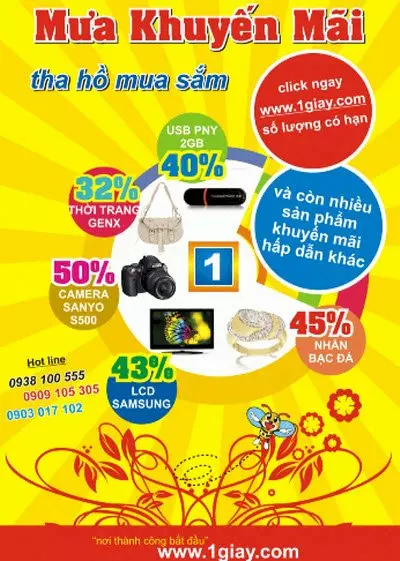 Mưa Khuyến Mãi
tha hồ mua sắm
click ngay
www.1giay.com
số lượng có hạn
USB PNY
2GB
40%
32%
THỜI TRANG
GENX
và còn nhiều
sản phẩm
khuyến mãi
hấp dẫn khác
50%
CAMERA
SANYO
S500
1
45%
NHẪN
BẠC ĐÁ
43%
LCD
SAMSUNG
Hot line
0938 100 555
0909 105 305
0903 017 102
"nơi thành công bắt đầu"
www.1giay.com